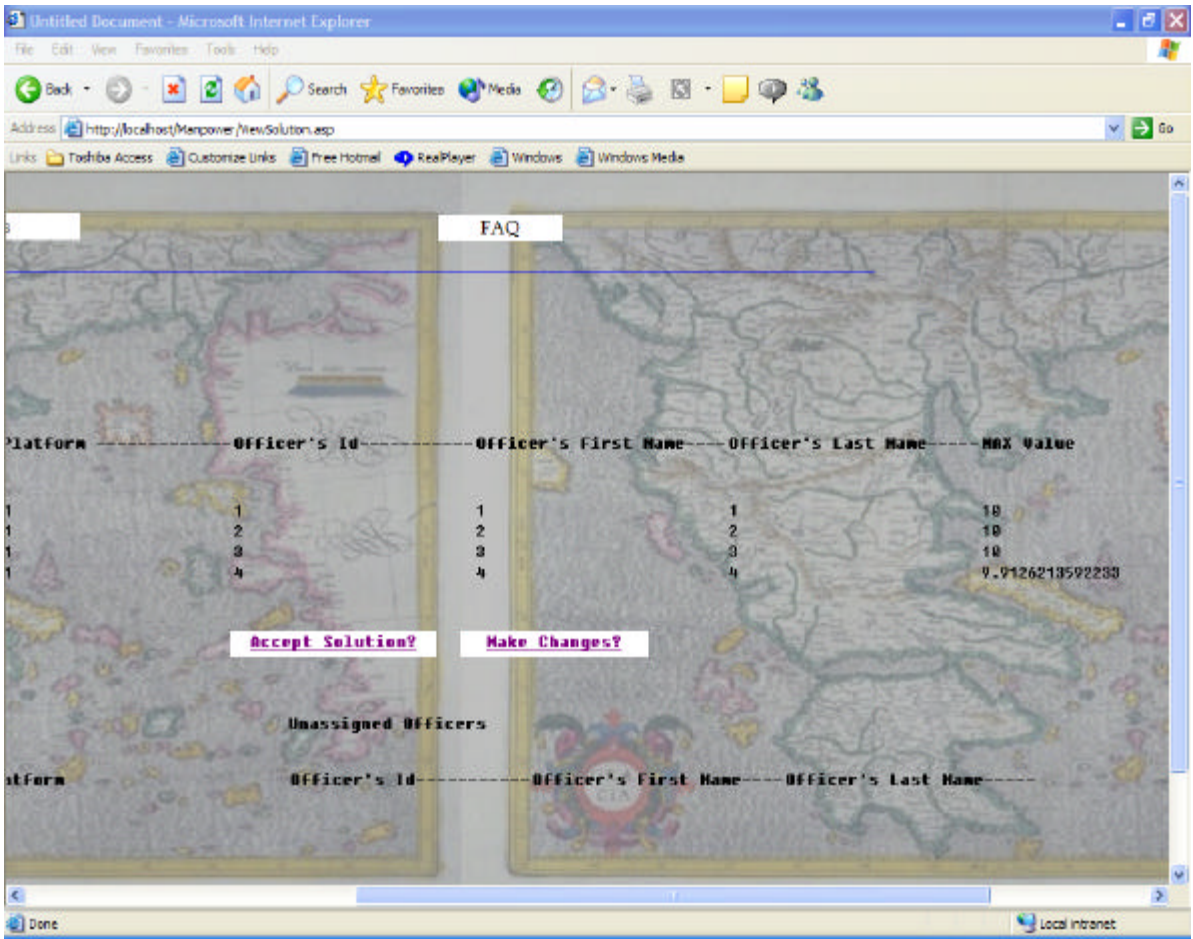 Untitled Document - Microsoft Internet Explorer
File Edit View Favorites Tools Help
Back Search Favorites Media
Address http://localhost/Manpower/ViewSolution.asp Go
Links Toshiba Access Customize Links Free Hotmail RealPlayer Windows Windows Media
s FAQ
Platform ------------Officer's Id----------Officer's First Name----Officer's Last Name-----MAX Value
1 1 1 1 10
1 2 2 2 10
1 3 3 3 10
1 4 4 4 9.9126213592233
Accept Solution? Make Changes?
Unassigned Officers
atform Officer's Id----------Officer's First Name----Officer's Last Name-----
Done Local intranet